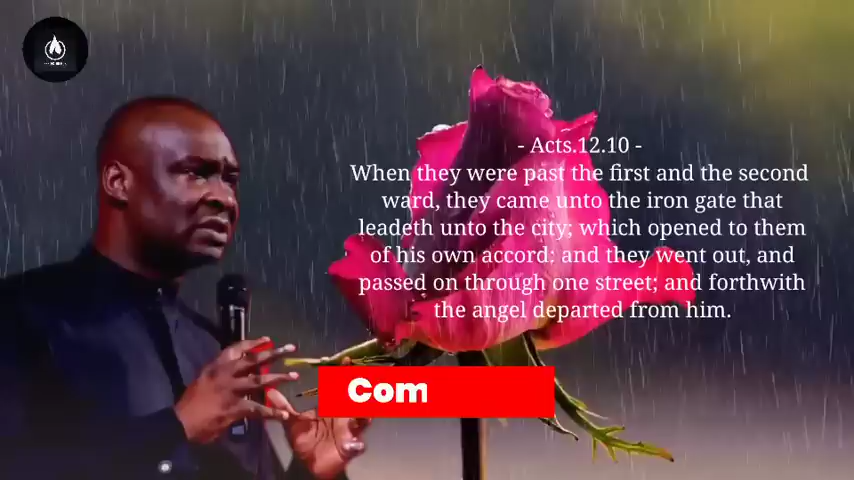 - Acts.12.10 -
When they were past the first and the second
ward, they came unto the iron gate that
leadeth unto the city; which opened to them
of his own accord: and they went out, and
passed on through one street; and forthwith
the angel departed from him.
Com